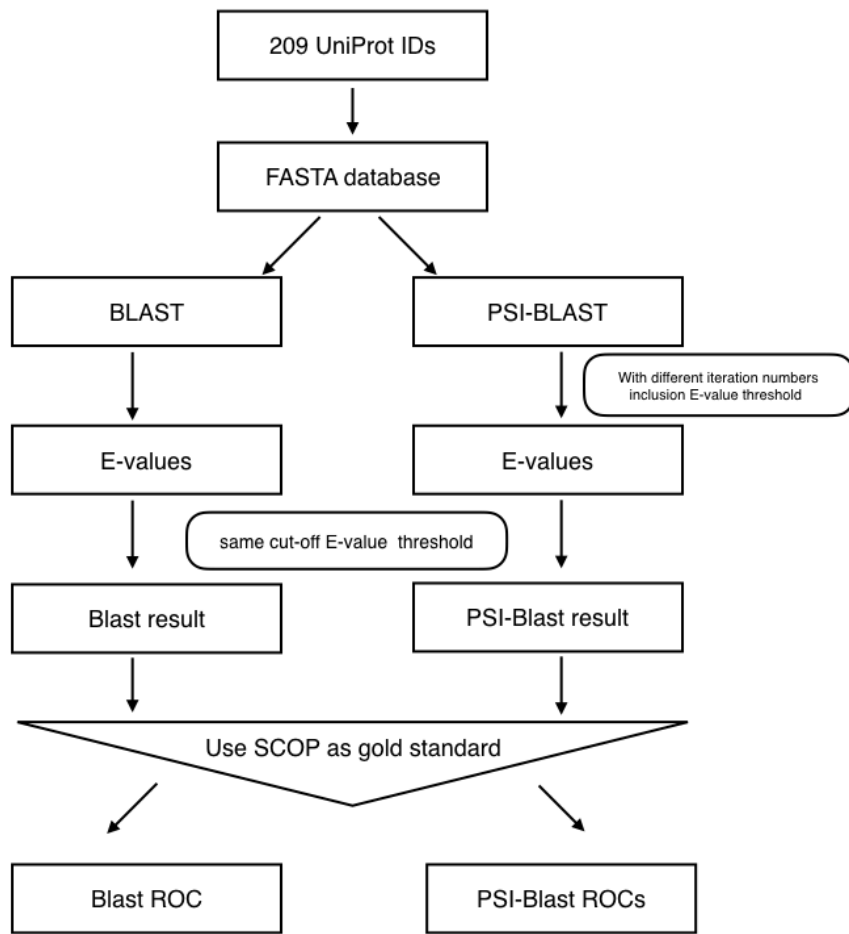 209 UniProt IDs
FASTA database
BLAST
PSI-BLAST
With different iteration numbers
inclusion E-value threshold
E-values
E-values
same cut-off E-value threshold
Blast result
PSI-Blast result
Use SCOP as gold standard
Blast ROC
PSI-Blast ROCs